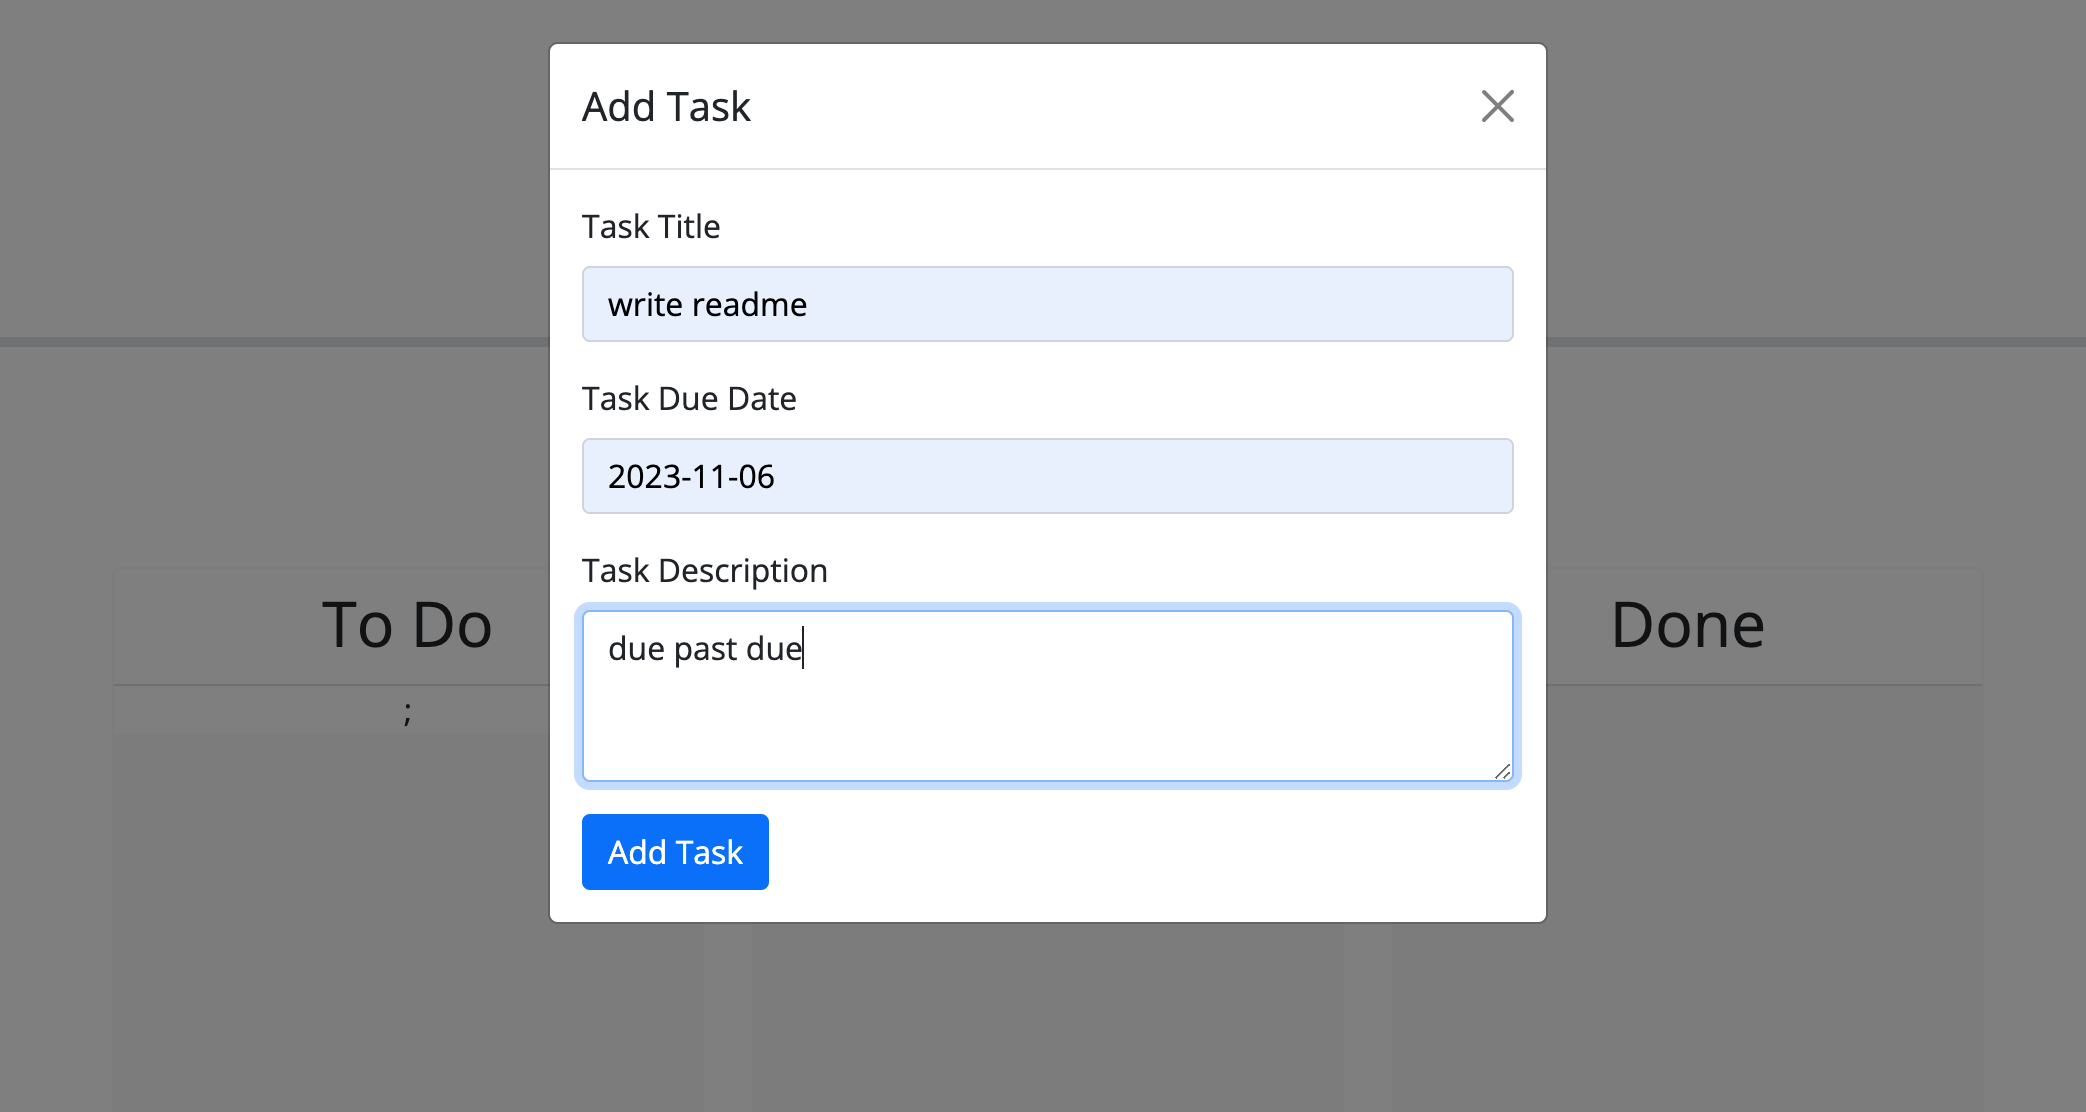 Add Task
Task Title
write readme
Task Due Date
2023-11-06
Task Description
due past due
Add Task
To Do
;
Done